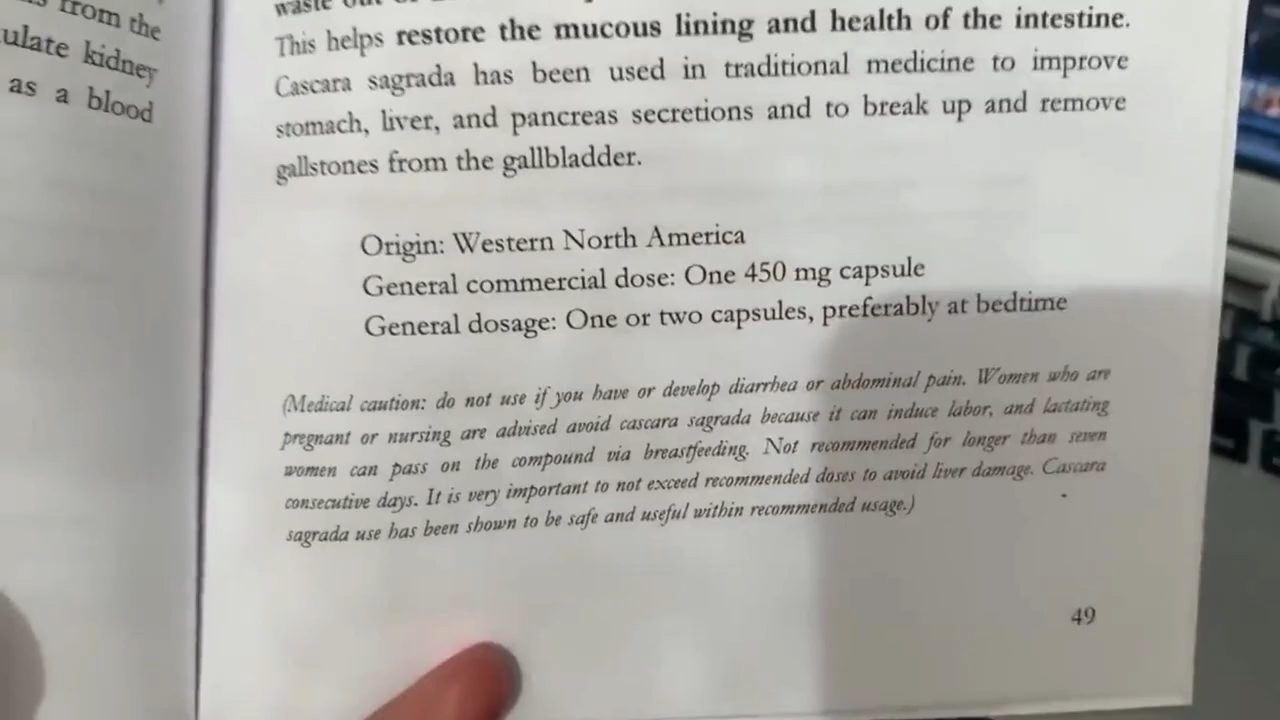 from the
ulate kidney
as a blood
waste out of
This helps restore the mucous lining and health of the intestine.
Cascara sagrada has been used in traditional medicine to improve
stomach, liver, and pancreas secretions and to break up and remove
gallstones from the gallbladder.
Origin: Western North America
General commercial dose: One 450 mg capsule
General dosage: One or two capsules, preferably at bedtime
(Medical caution: do not use if you have or develop diarrhea or abdominal pain. Women who are
pregnant or nursing are advised avoid cascara sagrada because it can induce labor, and lactating
women can pass on the compound via breastfeeding. Not recommended for longer than seven
consecutive days. It is very important to not exceed recommended doses to avoid liver damage. Cascara
sagrada use has been shown to be safe and useful within recommended usage.)
49